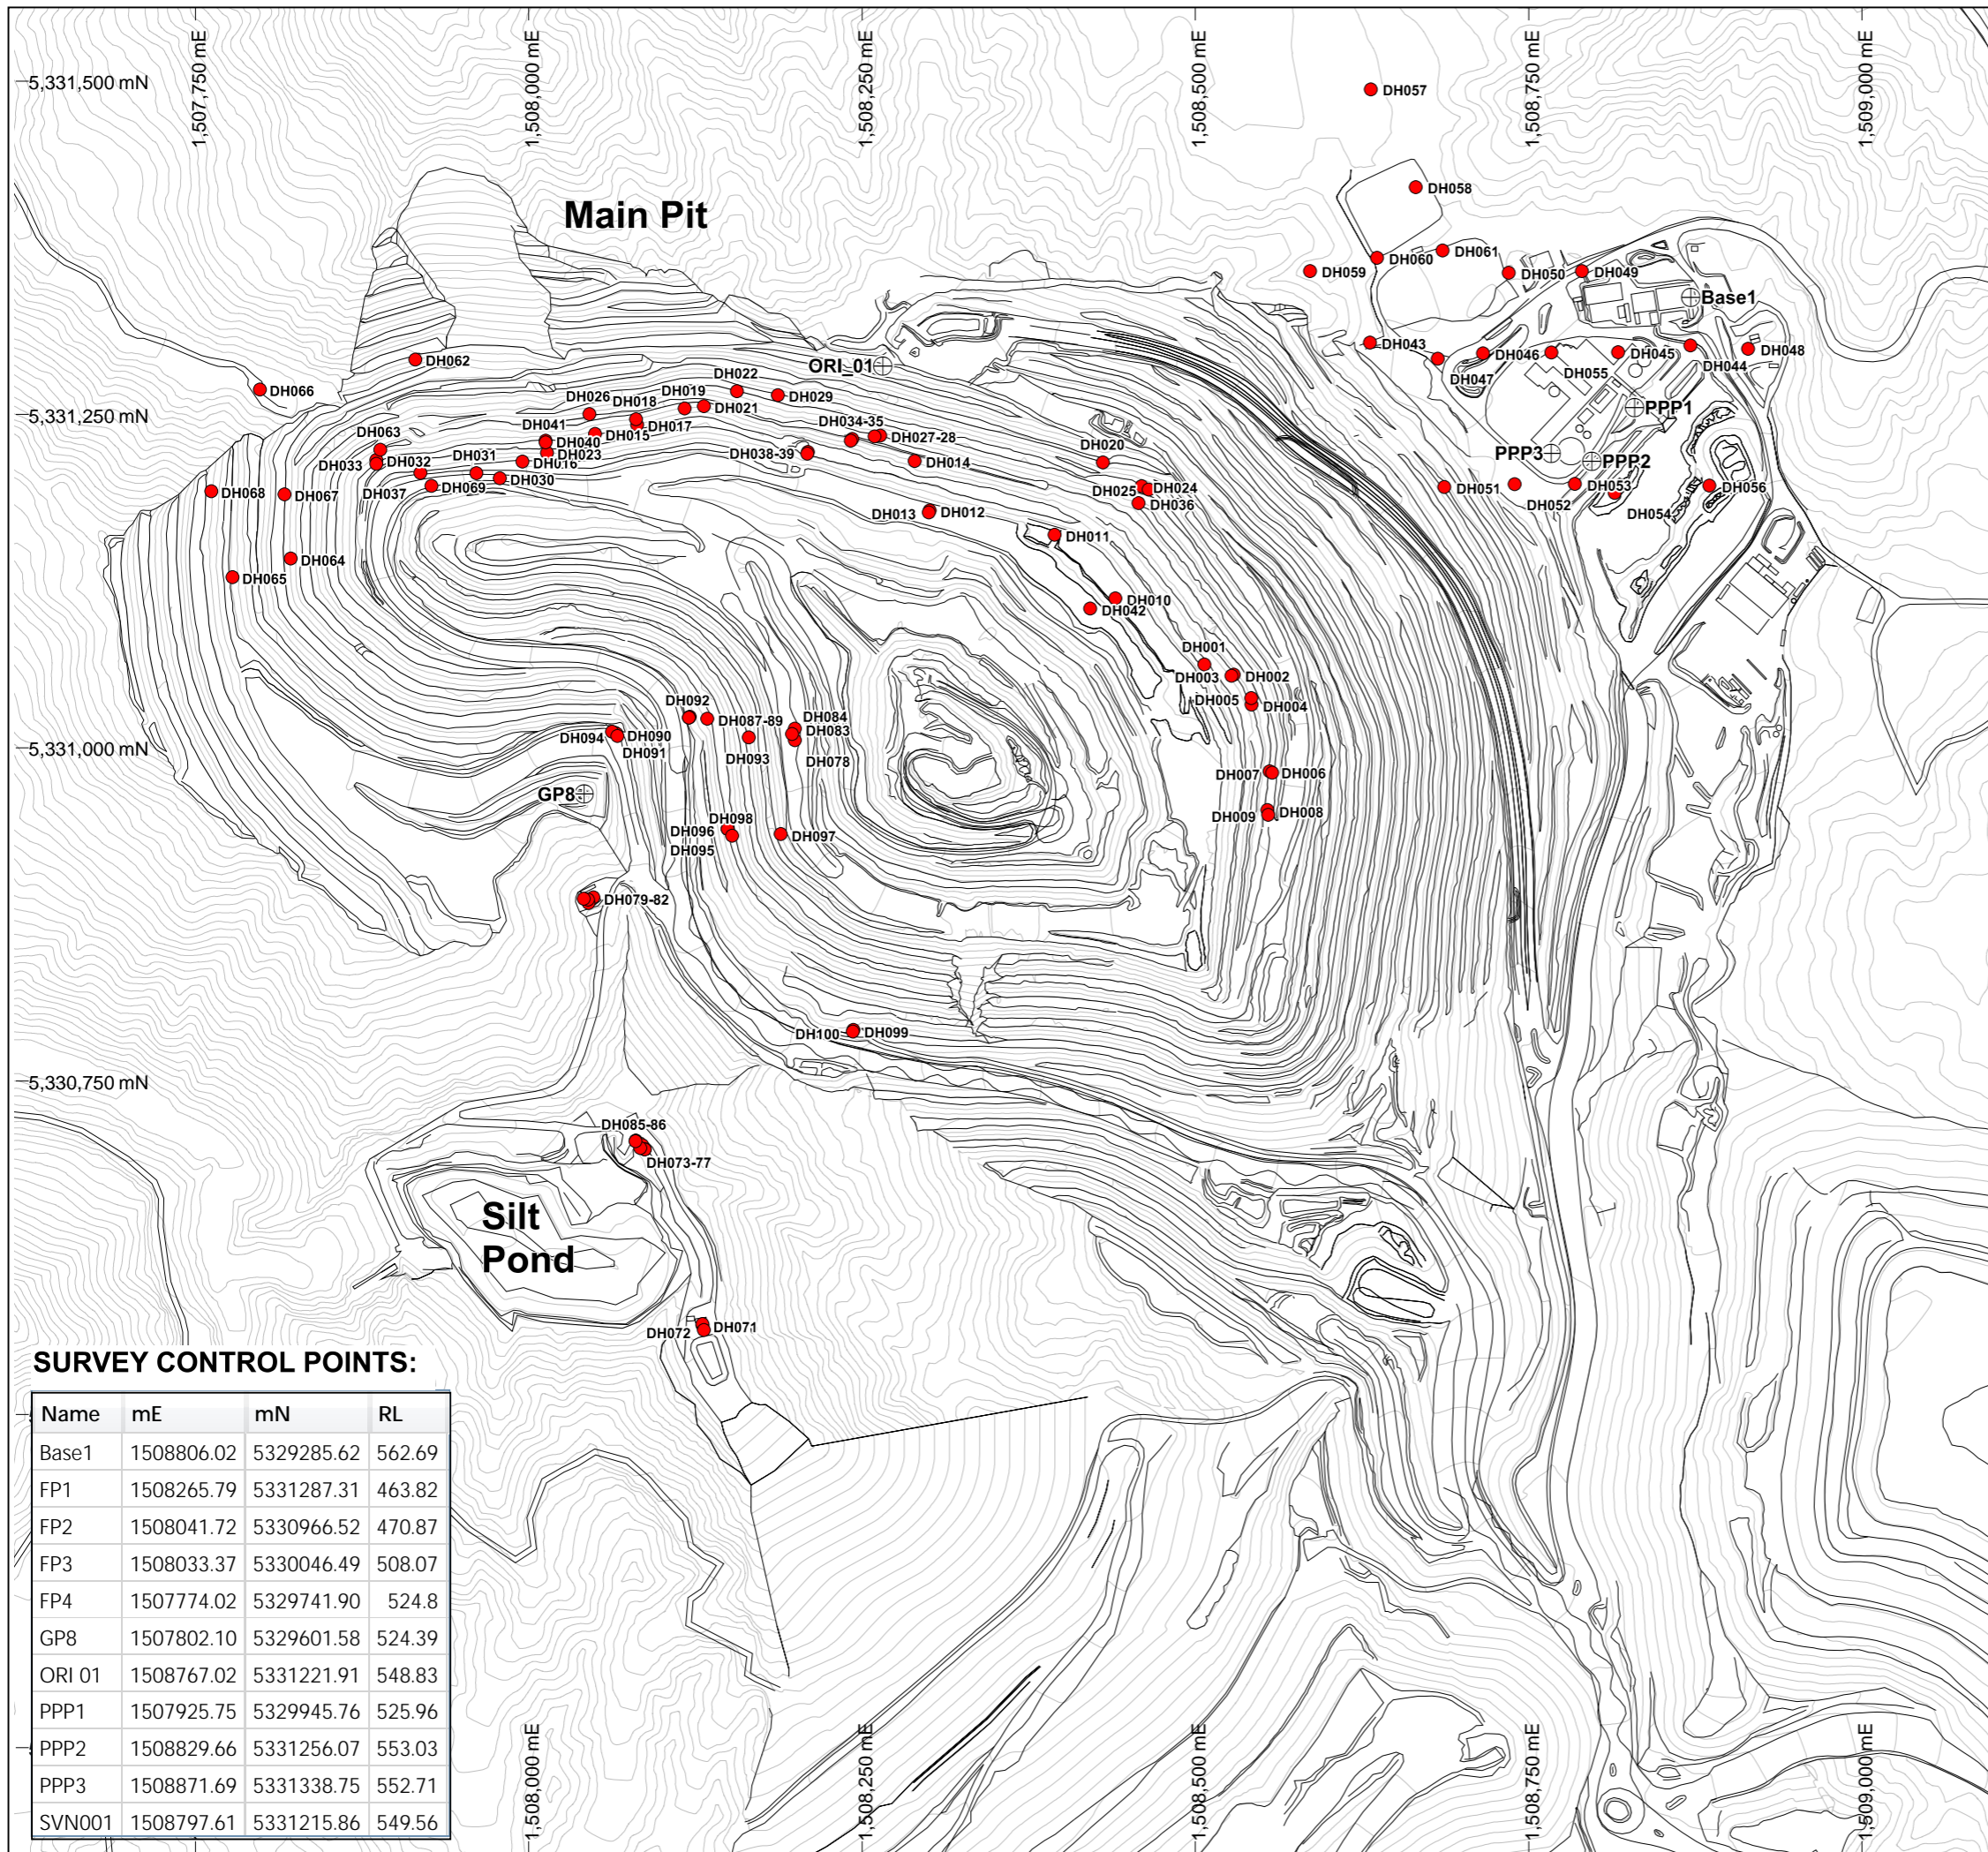 1,507,750 mE
1,508,000 mE
1,508,250 mE
1,508,500 mE
1,508,750 mE
1,509,000 mE
5,331,500 mN
DH057
DH058
Main Pit
DH061
DH060
DH059
DH050
DH049
Base1
DH043
DH046
DH045
DH048
DH062
ORI_01
DH047
DH055
DH044
DH066
DH022
DH029
5,331,250 mN
DH026
DH018
DH019
DH021
PPP1
DH063
DH041
DH015
DH017
DH034-35
DH027-28
DH020
DH040
DH023
DH038-39
DH014
PPP3
PPP2
DH033
DH032
DH031
DH016
DH068
DH067
DH037
DH069
DH030
DH025
DH024
DH036
DH051
DH053
DH056
DH052
DH054
DH013
DH012
DH011
DH064
DH065
DH010
DH042
DH001
DH003
DH002
DH005
DH004
DH092
DH087-89
DH084
DH083
DH094
DH090
DH091
DH093
DH078
5,331,000 mN
DH007
DH006
GP8
DH009
DH008
DH098
DH096
DH095
DH097
DH079-82
DH100
DH099
5,330,750 mN
DH085-86
DH073-77
Silt
Pond
DH072
DH071
SURVEY CONTROL POINTS:
Name mE mN RL
Base1 1508806.02 5329285.62 562.69
FP1 1508265.79 5331287.31 463.82
FP2 1508041.72 5330966.52 470.87
FP3 1508033.37 5330046.49 508.07
FP4 1507774.02 5329741.90 524.8
GP8 1507802.10 5329601.58 524.39
ORI 01 1508767.02 5331221.91 548.83
PPP1 1507925.75 5329945.76 525.96
PPP2 1508829.66 5331256.07 553.03
PPP3 1508871.69 5331338.75 552.71
SVN001 1508797.61 5331215.86 549.56
1,508,000 mE
1,508,250 mE
1,508,500 mE
1,508,750 mE
1,509,000 mE